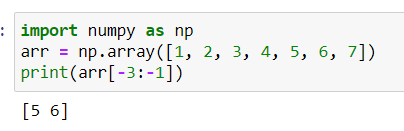 :
import numpy as np
arr = np.array([1, 2, 3, 4, 5, 6, 7])
print(arr[-3:-1])
[5 6]